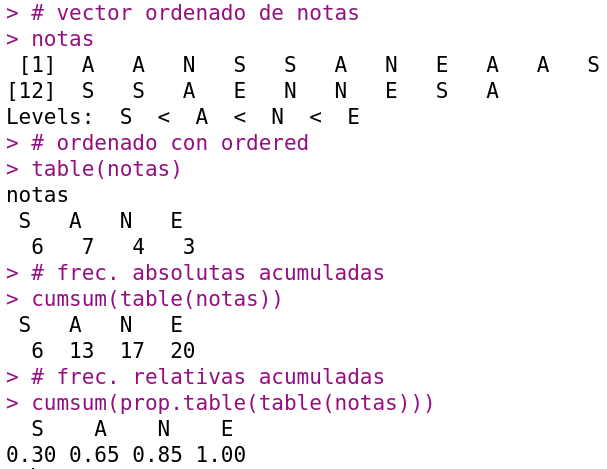 > # vector ordenado de notas
> notas
[1] A A N S S A N E A A S
[12] S S A E N N E S A
Levels: S < A < N < E
> # ordenado con ordered
> table(notas)
notas
S A N E
6 7 4 3
> # frec. absolutas acumuladas
> cumsum(table(notas))
S A N E
6 13 17 20
> # frec. relativas acumuladas
> cumsum(prop.table(table(notas)))
S A N E
0.30 0.65 0.85 1.00